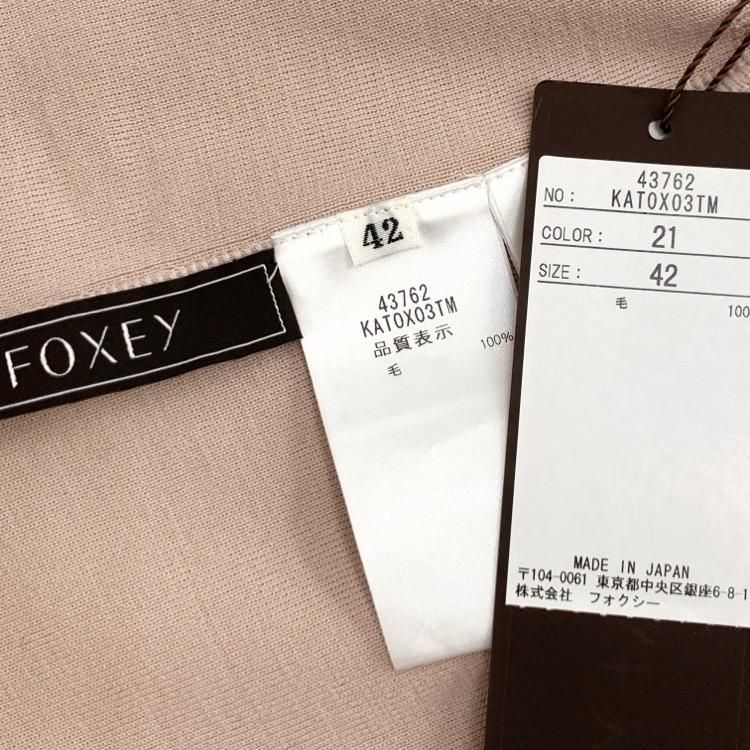 FOXEY
42
43762
KATOX03TM
品質表示
毛 100%
43762
NO: KATOX03TM
COLOR: 21
SIZE: 42
毛 100
MADE IN JAPAN
〒104-0061 東京都中央区銀座6-8-1
株式会社 フォクシー